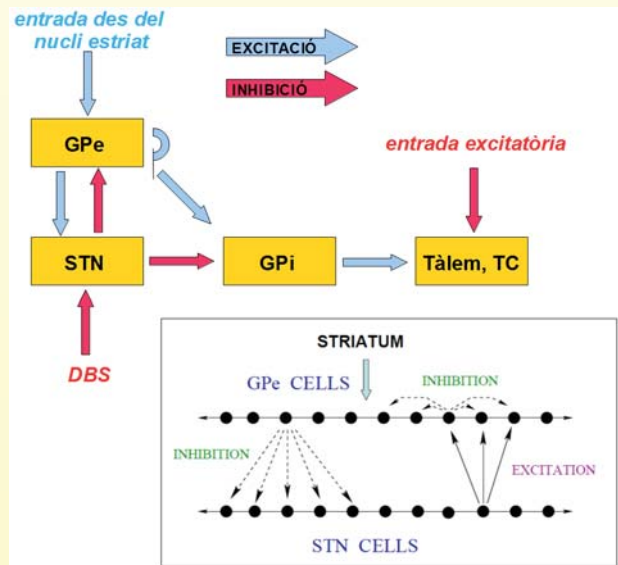 entrada des del
nucli estriat
EXCITACIÓ
INHIBICIÓ
GPe
entrada excitatòria
STN
GPi
Tàlem, TC
DBS
STRIATUM
GPe CELLS
INHIBITION
INHIBITION
EXCITATION
STN CELLS